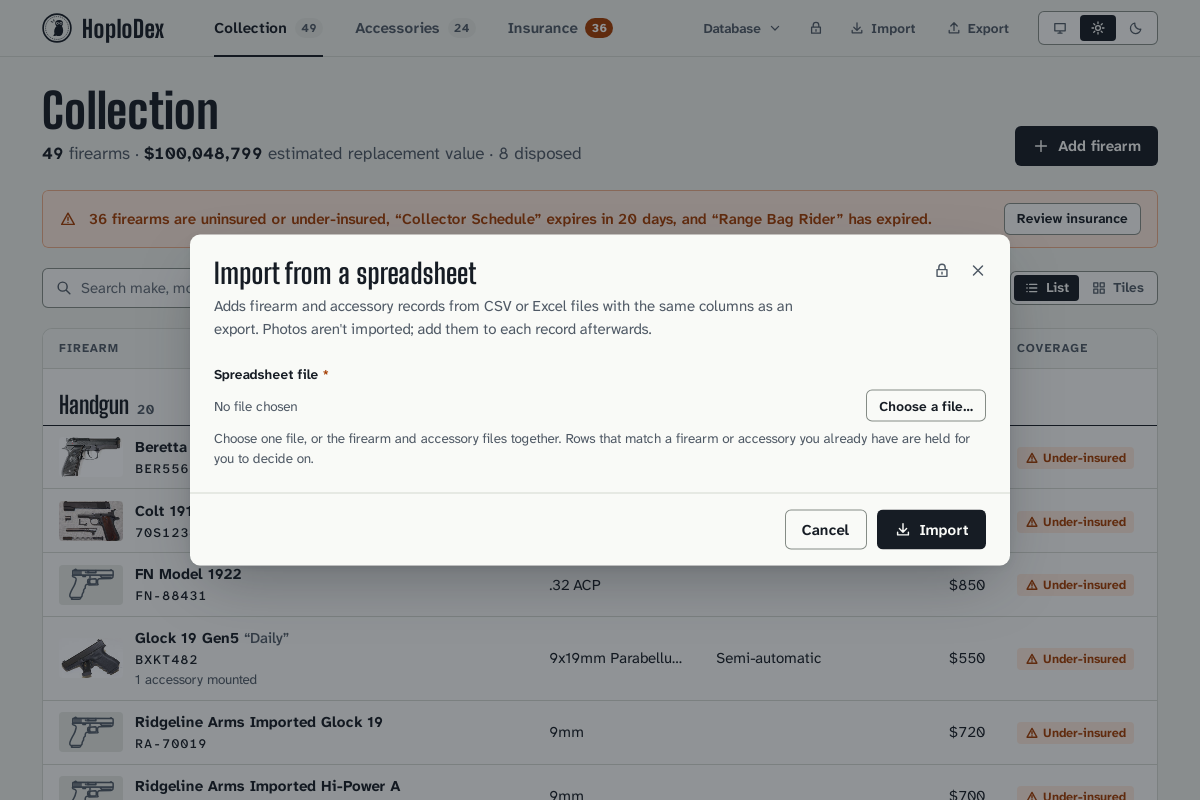 HoploDex
Collection 49
Accessories 24
Insurance 36
Database
Import
Export
Collection
49 firearms · $100,048,799 estimated replacement value · 8 disposed
Add firearm
36 firearms are uninsured or under-insured, “Collector Schedule” expires in 20 days, and “Range Bag Rider” has expired.
Review insurance
Search make, mo
List
Tiles
FIREARM
COVERAGE
Import from a spreadsheet
Adds firearm and accessory records from CSV or Excel files with the same columns as an
export. Photos aren't imported; add them to each record afterwards.
Spreadsheet file *
No file chosen
Choose a file…
Choose one file, or the firearm and accessory files together. Rows that match a firearm or accessory you already have are held for
you to decide on.
Cancel
Import
Handgun 20
Beretta
BER556
Under-insured
Colt 191
70S123
Under-insured
FN Model 1922
FN-88431
.32 ACP
$850
Under-insured
Glock 19 Gen5 “Daily”
BXKT482
1 accessory mounted
9x19mm Parabellu…
Semi-automatic
$550
Under-insured
Ridgeline Arms Imported Glock 19
RA-70019
9mm
$720
Under-insured
Ridgeline Arms Imported Hi-Power A
9mm
$700
Under-insured